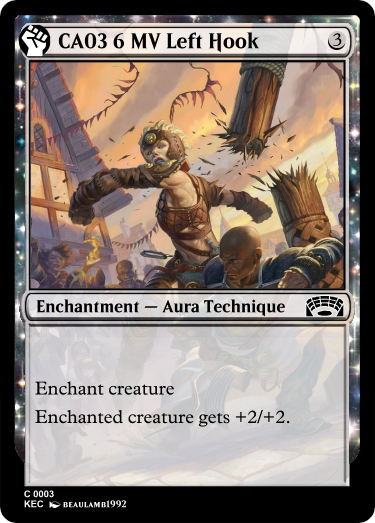 CA03 6 MV Left Hook 3
Enchantment — Aura Technique
Enchant creature
Enchanted creature gets +2/+2.
C 0003
KEC BEAULAMB1992